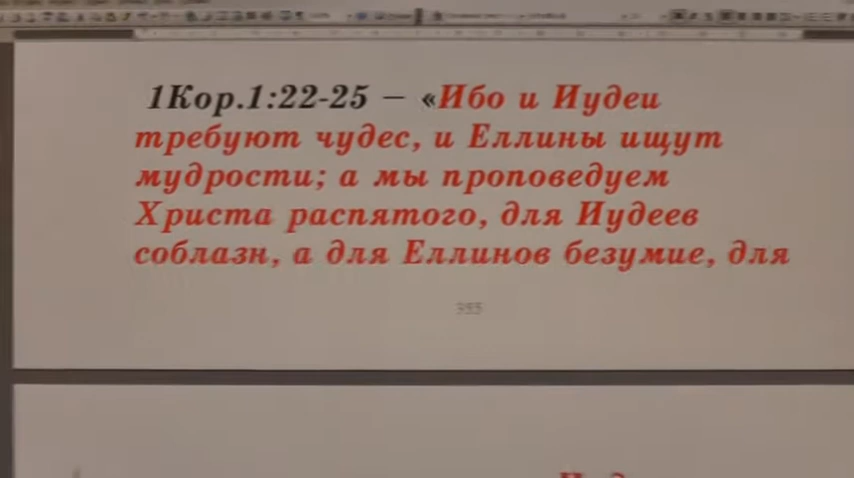 1Кор.1:22-25 – «Ибо и Иудеи
требуют чудес, и Еллины ищут
мудрости; а мы проповедуем
Христа распятого, для Иудеев
соблазн, а для Еллинов безумие, для
355